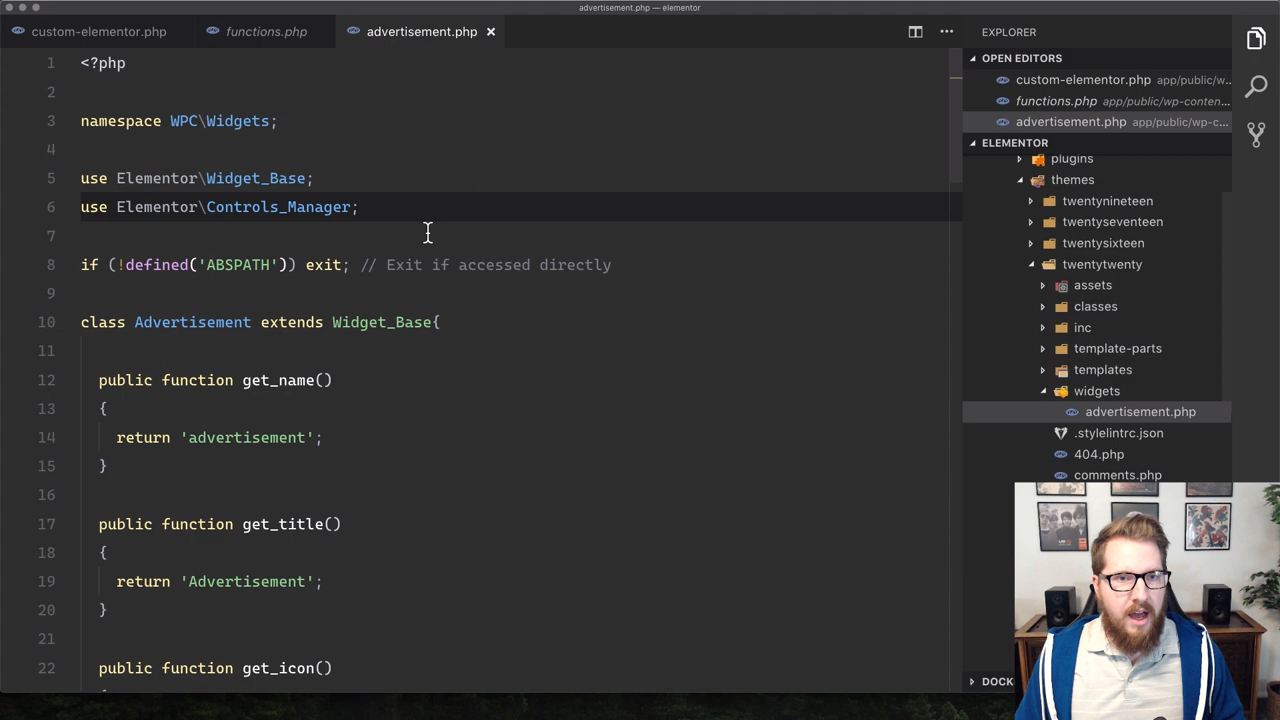 advertisement.php — elementor
custom-elementor.php
functions.php
advertisement.php ×
1 <?php
2
3 namespace WPC\Widgets;
4
5 use Elementor\Widget_Base;
6 use Elementor\Controls_Manager;
7
8 if (!defined('ABSPATH')) exit; // Exit if accessed directly
9
10 class Advertisement extends Widget_Base{
11
12 public function get_name()
13 {
14 return 'advertisement';
15 }
16
17 public function get_title()
18 {
19 return 'Advertisement';
20 }
21
22 public function get_icon()
EXPLORER
OPEN EDITORS
custom-elementor.php app/public/w...
functions.php app/public/wp-conten...
advertisement.php app/public/wp-c...
ELEMENTOR
plugins
themes
twentynineteen
twentyseventeen
twentysixteen
twentytwenty
assets
classes
inc
template-parts
templates
widgets
advertisement.php
.stylelintrc.json
404.php
comments.php
DOCK